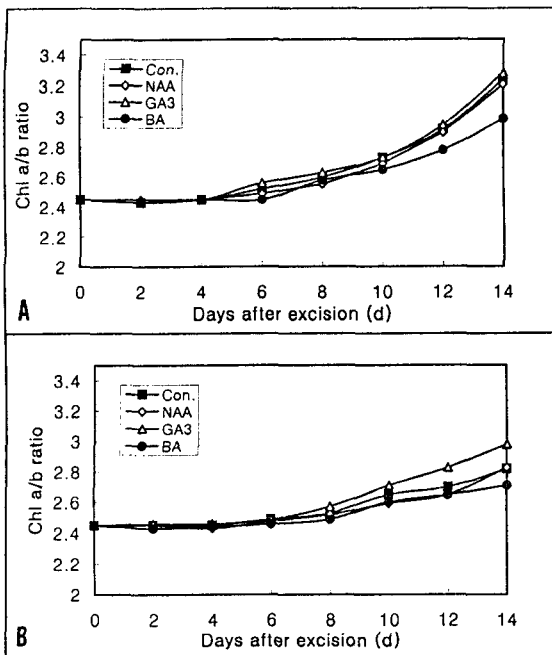 3.4
3.2
3
2.8
2.6
2.4
2.2
2
Chl a/b ratio
Con.
NAA
GA3
BA
0 2 4 6 8 10 12 14
Days after excision (d)
A
3.4
3.2
3
2.8
2.6
2.4
2.2
2
Chl a/b ratio
Con.
NAA
GA3
BA
0 2 4 6 8 10 12 14
Days after excision (d)
B